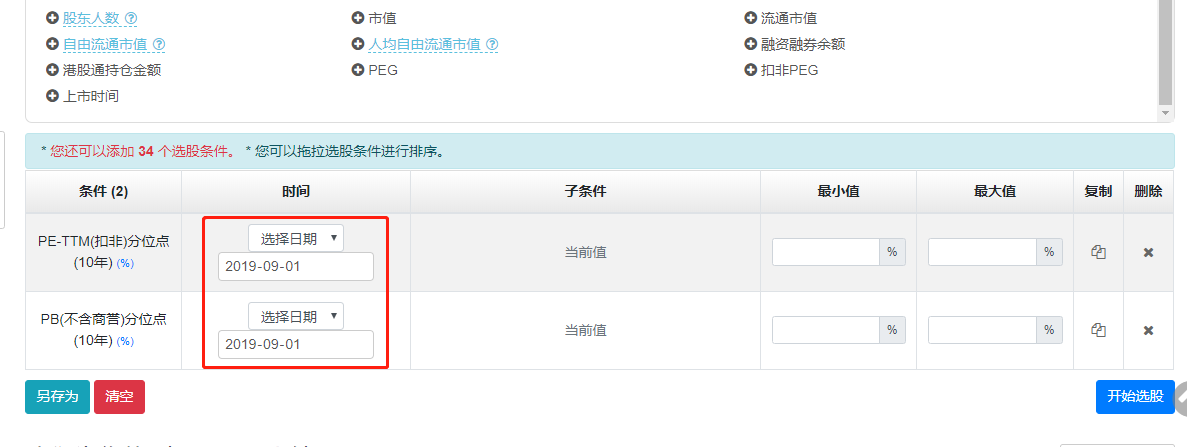 股东人数 市值 流通市值
自由流通市值 人均自由流通市值 融资融券余额
港股通持仓金额 PEG 扣非PEG
上市时间
* 您还可以添加 34 个选股条件。 * 您可以拖拉选股条件进行排序。
条件 (2) 时间 子条件 最小值 最大值 复制 删除
PE-TTM(扣非)分位点
(10年) (%)
选择日期
2019-09-01
当前值 % %
PB(不含商誉)分位点
(10年) (%)
选择日期
2019-09-01
当前值 % %
另存为 清空 开始选股